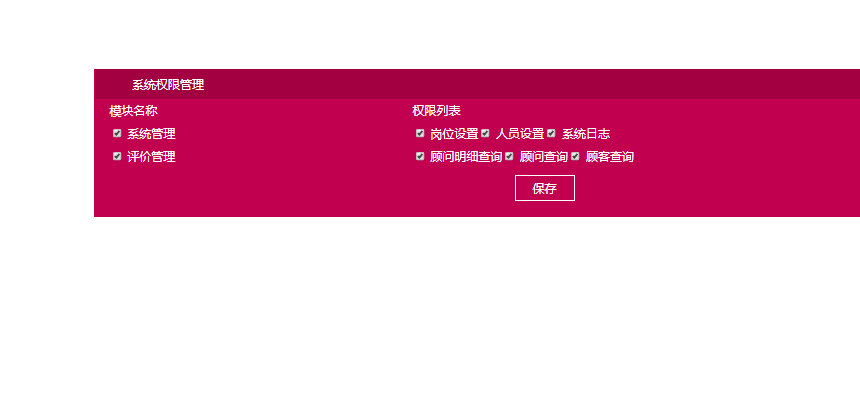 系统权限管理
模块名称 权限列表
系统管理 岗位设置 人员设置 系统日志
评价管理 顾问明细查询 顾问查询 顾客查询
保存